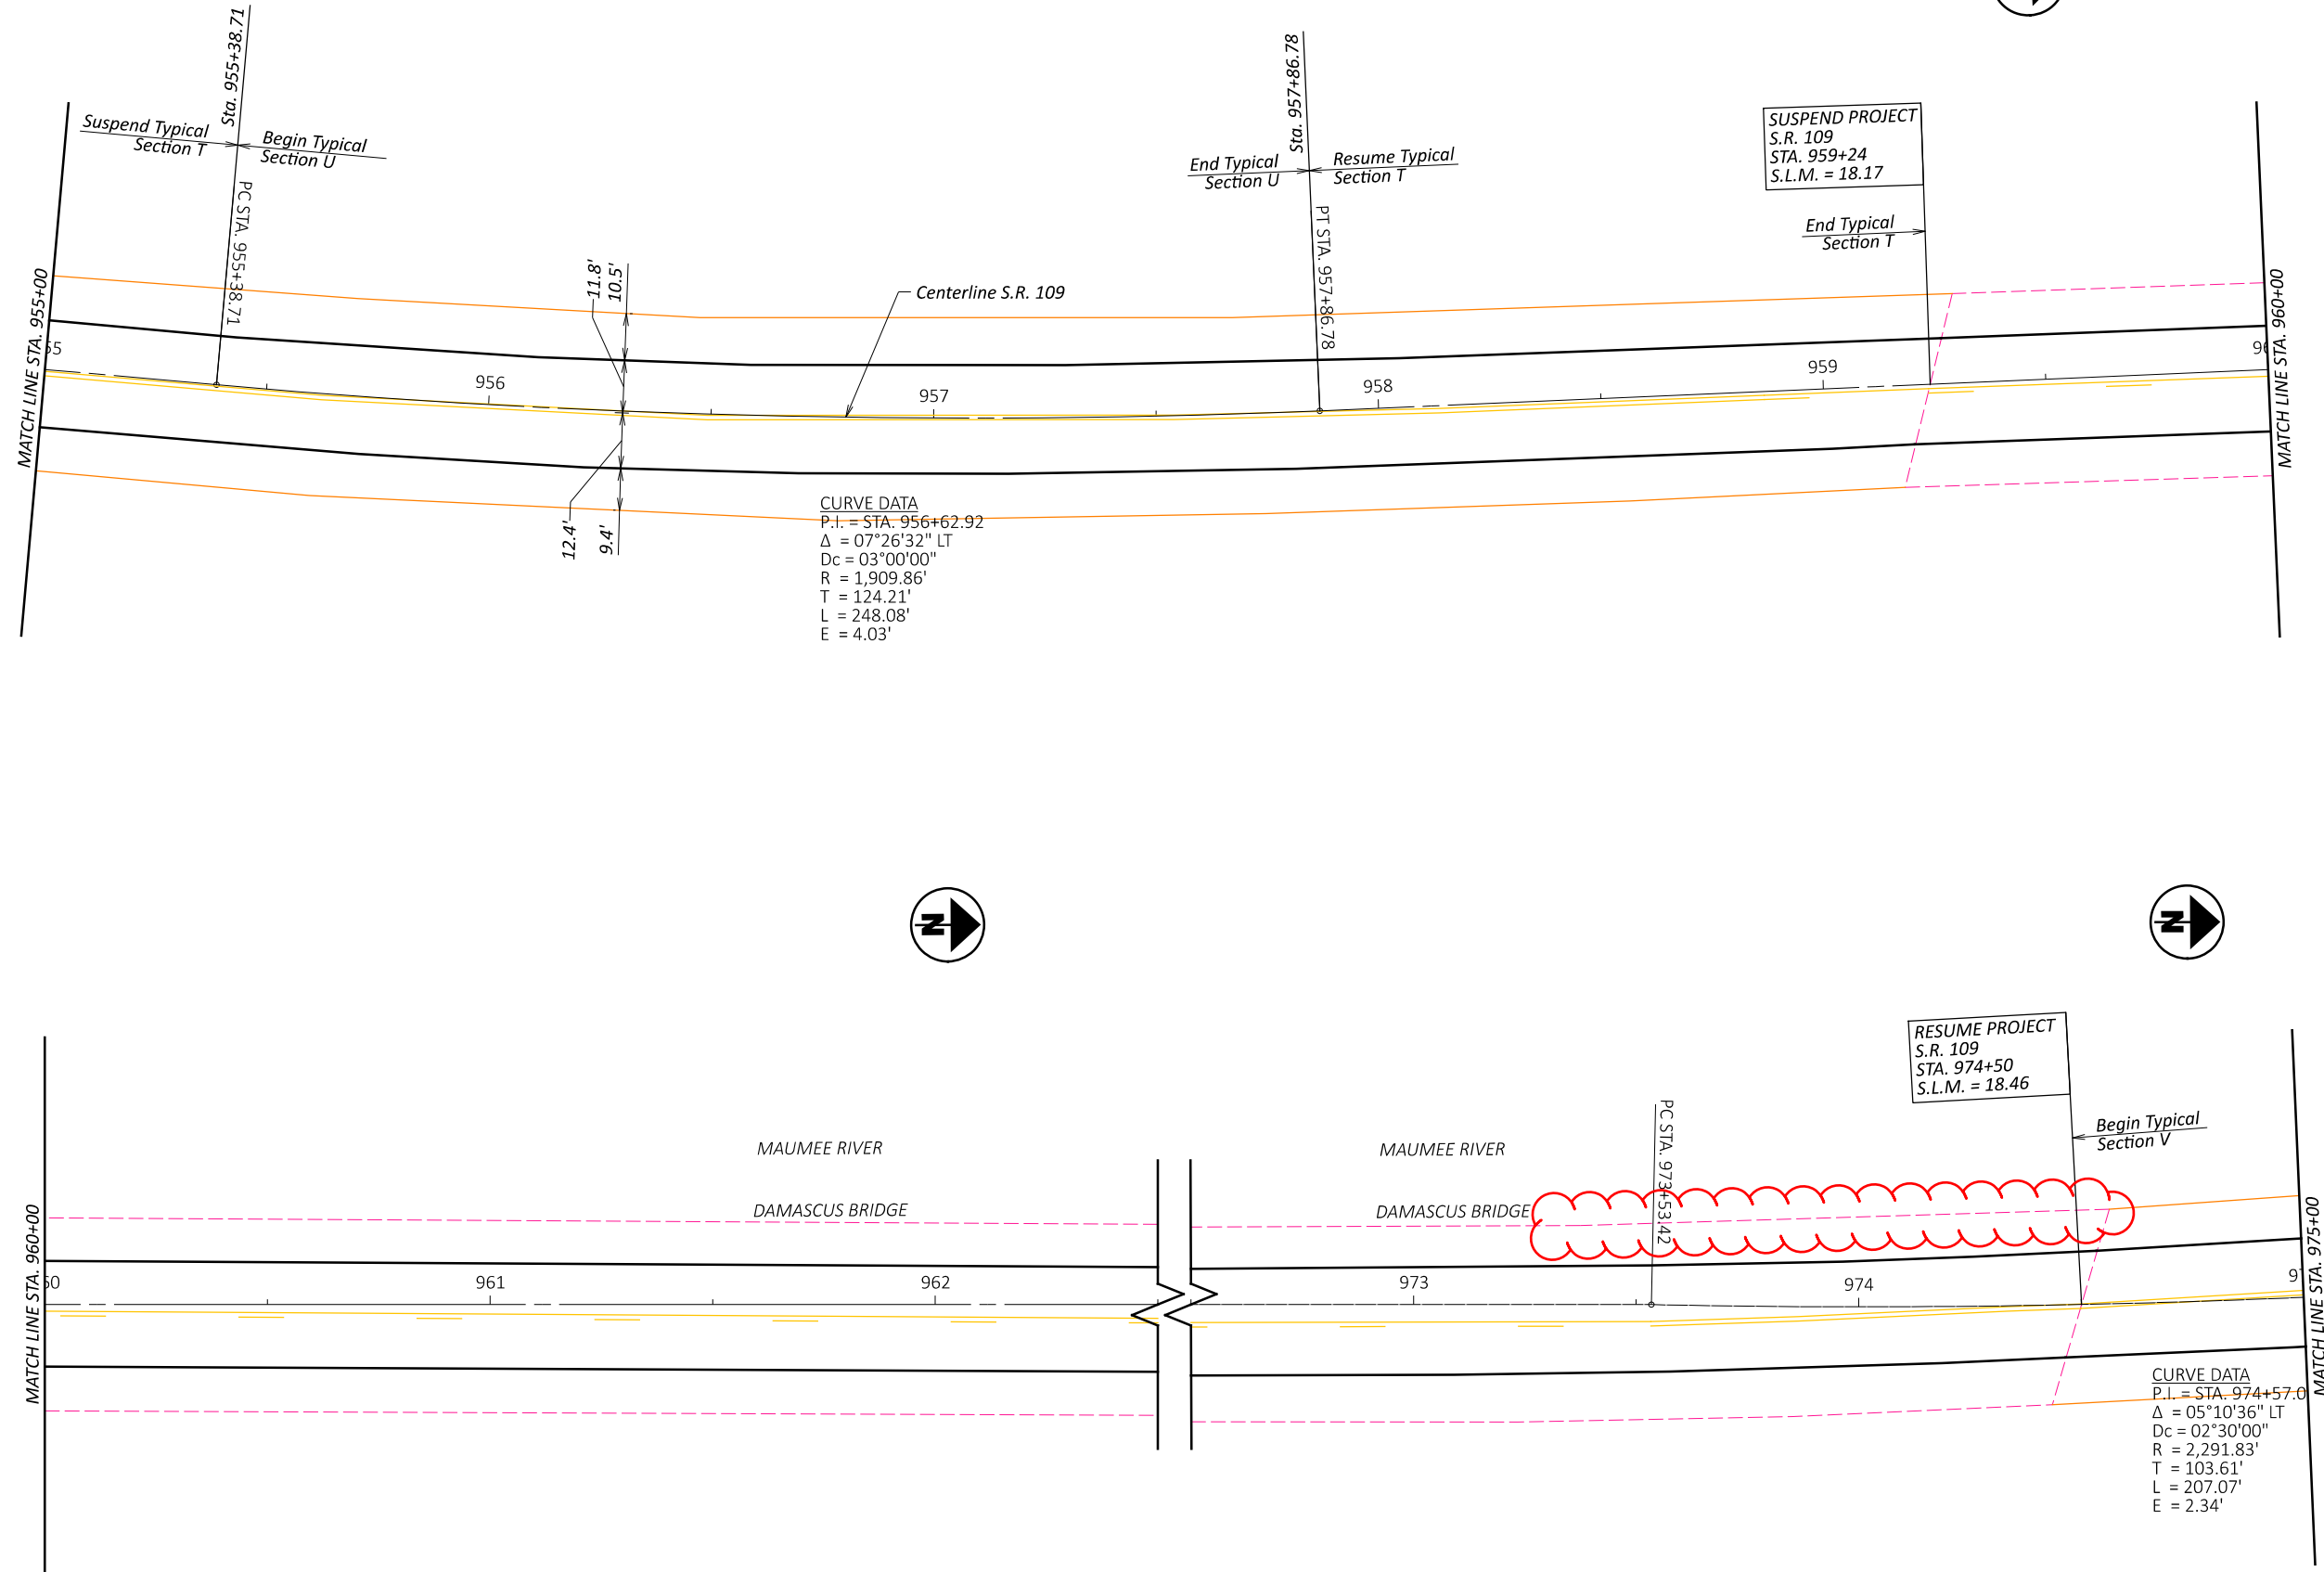 Sta. 955+38.71
Suspend Typical
Section T
Begin Typical
Section U
PC STA. 955+38.71
MATCH LINE STA. 955+00
11.8'
10.5'
12.4'
9.4'
956
957
958
959
Centerline S.R. 109
Sta. 957+86.78
End Typical
Section U
Resume Typical
Section T
PT STA. 957+86.78
SUSPEND PROJECT
S.R. 109
STA. 959+24
S.L.M. = 18.17
End Typical
Section T
MATCH LINE STA. 960+00
CURVE DATA
P.I. = STA. 956+62.92
Δ = 07°26'32" LT
Dc = 03°00'00"
R = 1,909.86'
T = 124.21'
L = 248.08'
E = 4.03'
N
N
MATCH LINE STA. 960+00
961
962
MAUMEE RIVER
DAMASCUS BRIDGE
MAUMEE RIVER
DAMASCUS BRIDGE
973
974
PC STA. 973+53.42
RESUME PROJECT
S.R. 109
STA. 974+50
S.L.M. = 18.46
Begin Typical
Section V
MATCH LINE STA. 975+00
CURVE DATA
P.I. = STA. 974+57.0
Δ = 05°10'36" LT
Dc = 02°30'00"
R = 2,291.83'
T = 103.61'
L = 207.07'
E = 2.34'